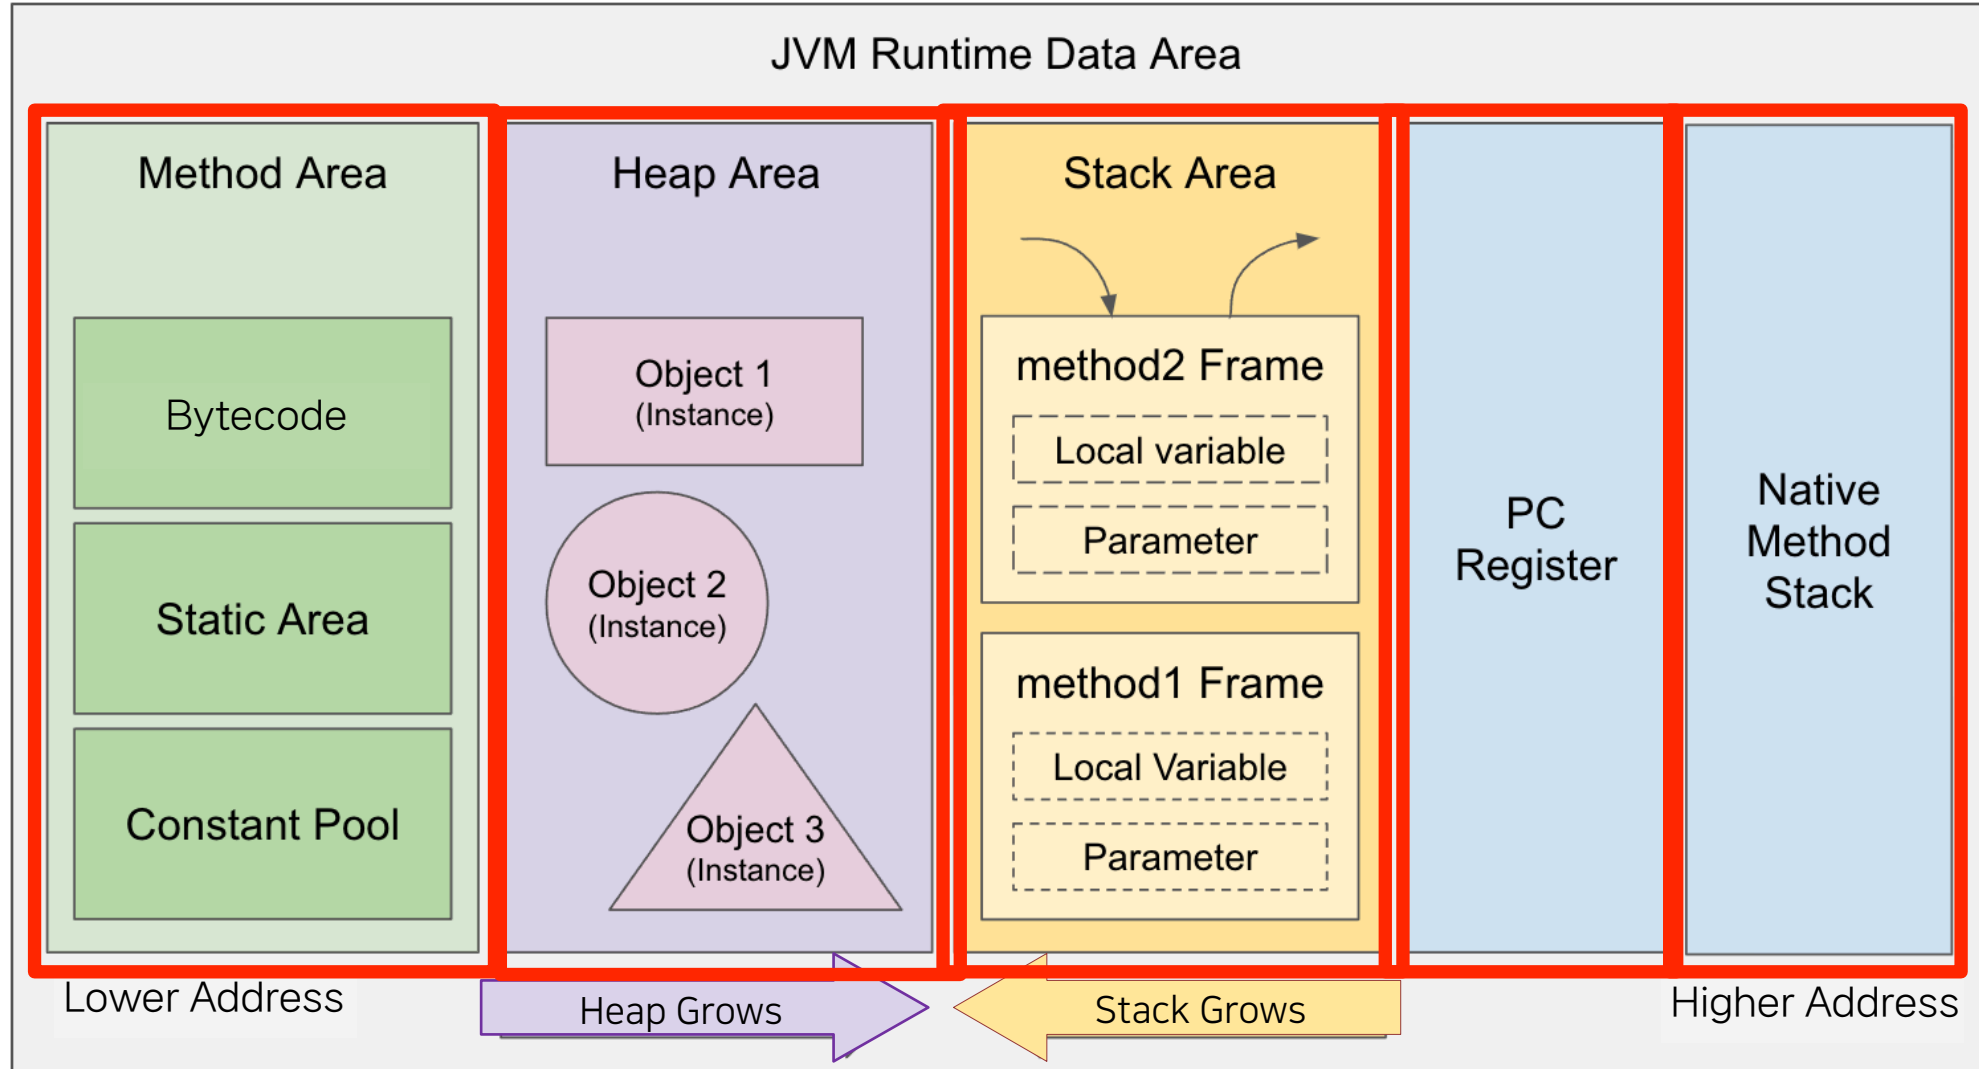 JVM Runtime Data Area
Method Area
Bytecode
Static Area
Constant Pool
Heap Area
Object 1
(Instance)
Object 2
(Instance)
Object 3
(Instance)
Stack Area
method2 Frame
Local variable
Parameter
method1 Frame
Local Variable
Parameter
PC
Register
Native
Method
Stack
Lower Address
Heap Grows
Stack Grows
Higher Address